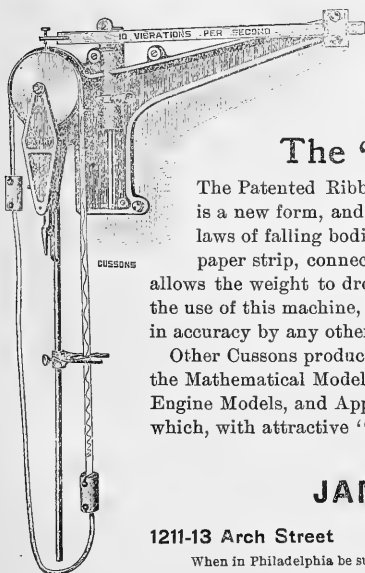 10 VIBRATIONS PER SECOND
The “
The Patented Ribb
is a new form, and
laws of falling bodi
paper strip, connec
CUSSONS
allows the weight to dre
the use of this machine,
in accuracy by any other
Other Cussons produc
the Mathematical Model
Engine Models, and App
which, with attractive “
JAM
1211-13 Arch Street
When in Philadelphia be su